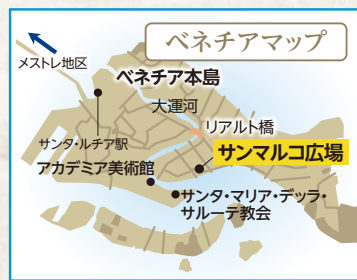 ベネチアマップ
メストレ地区
ベネチア本島
大運河
リアルト橋
サンタ・ルチア駅
サンマルコ広場
アカデミア美術館
サンタ・マリア・デッラ・
サルーテ教会